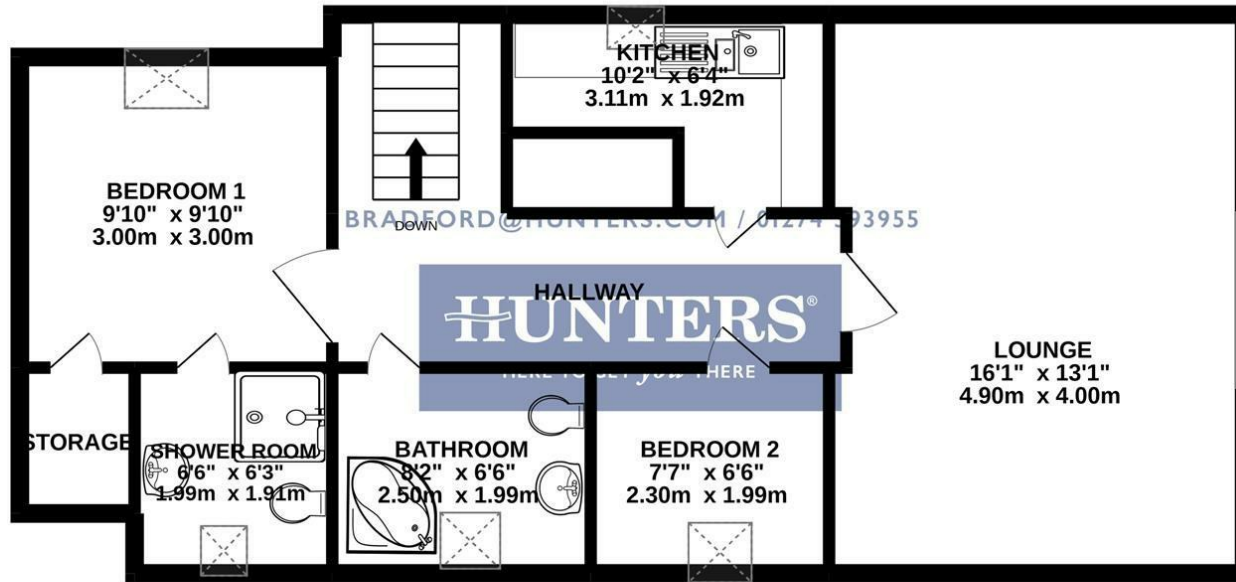 KITCHEN
10'2" x 6'4"
3.11m x 1.92m
BEDROOM 1
9'10" x 9'10"
3.00m x 3.00m
DOWN
BRADFORD@HUNTERS.COM / 01274
HALLWAY
HUNTERS®
HERE TO GET you THERE
LOUNGE
16'1" x 13'1"
4.90m x 4.00m
STORAGE
SHOWER ROOM
6'6" x 6'3"
1.99m x 1.91m
BATHROOM
8'2" x 6'6"
2.50m x 1.99m
BEDROOM 2
7'7" x 6'6"
2.30m x 1.99m